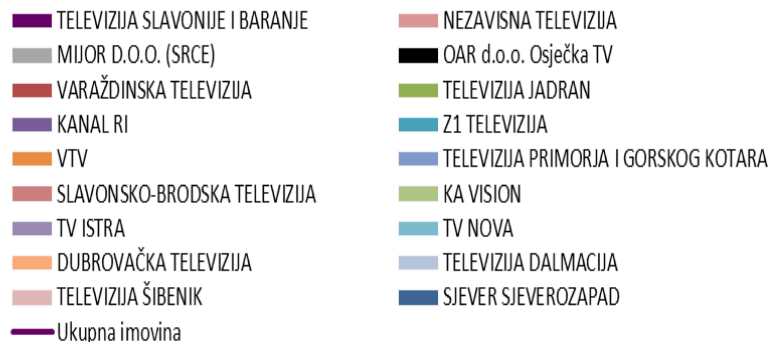 TELEVIZIJA SLAVONIJE I BARANJE
NEZAVISNA TELEVIZIJA
MIJOR D.O.O. (SRCE)
OAR d.o.o. Osječka TV
VARAŽDINSKA TELEVIZIJA
TELEVIZIJA JADRAN
KANAL RI
Z1 TELEVIZIJA
VTV
TELEVIZIJA PRIMORJA I GORSKOG KOTARA
SLAVONSKO-BRODSKA TELEVIZIJA
KA VISION
TV ISTRA
TV NOVA
DUBROVAČKA TELEVIZIJA
TELEVIZIJA DALMACIJA
TELEVIZIJA ŠIBENIK
SJEVER SJEVEROZAPAD
Ukupna imovina